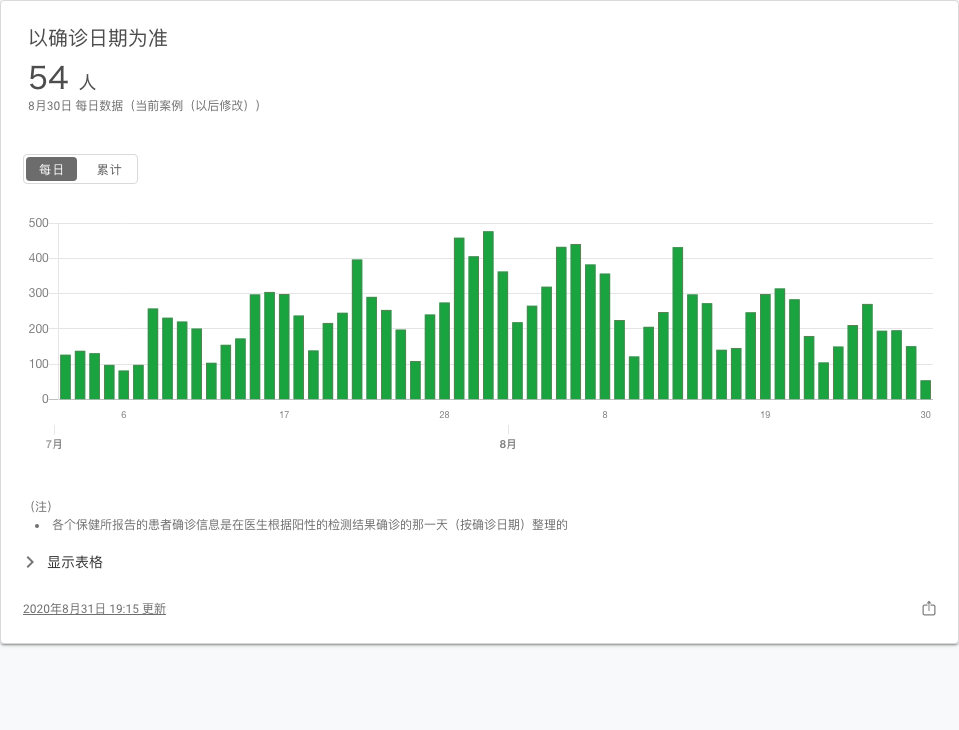 以确诊日期为准
54 人
8月30日 每日数据（当前案例（以后修改））
每日 累计
500
400
300
200
100
0
6 17 28 8 19 30
7月 8月
（注）
• 各个保健所报告的患者确诊信息是在医生根据阳性的检测结果确诊的那一天（按确诊日期）整理的
显示表格
2020年8月31日 19:15 更新